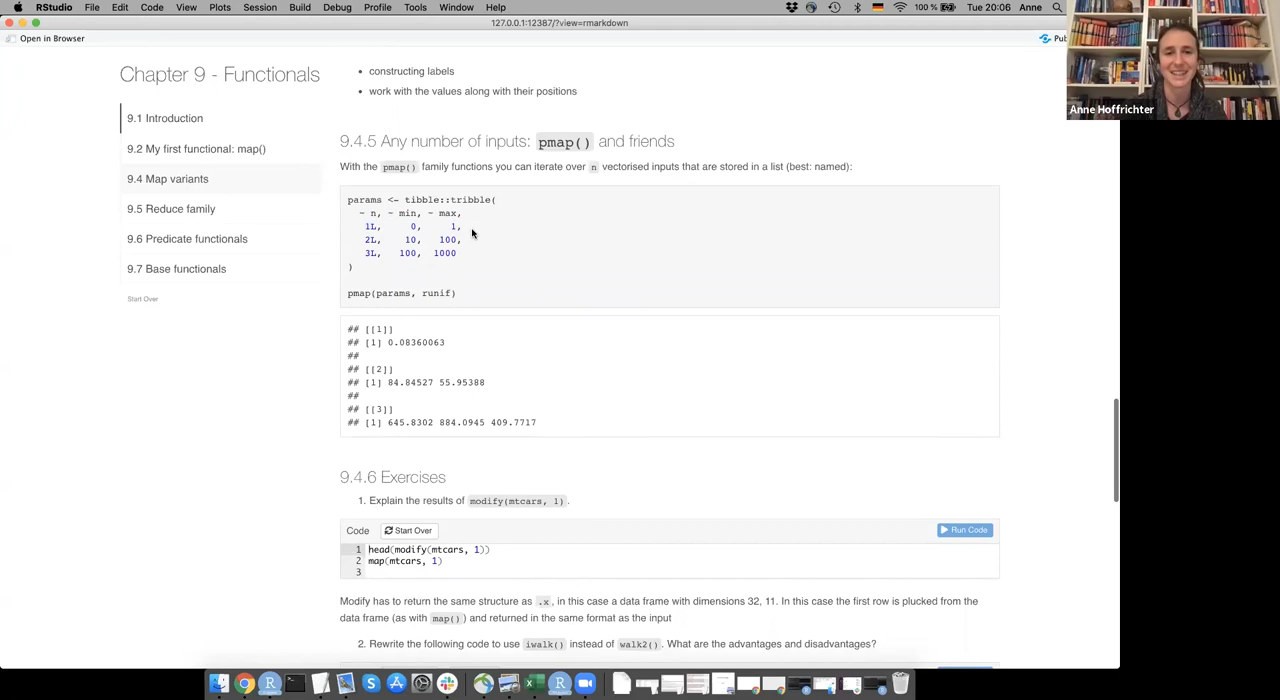 RStudio File Edit Code View Plots Session Build Debug Profile Tools Window Help 100 % Tue 20:06 Anne
127.0.0.1:12387/?view=rmarkdown
Open in Browser
Anne Hoffrichter
Chapter 9 - Functionals
9.1 Introduction
9.2 My first functional: map()
9.4 Map variants
9.5 Reduce family
9.6 Predicate functionals
9.7 Base functionals
Start Over
• constructing labels
• work with the values along with their positions
9.4.5 Any number of inputs: pmap() and friends
With the pmap() family functions you can iterate over n vectorised inputs that are stored in a list (best: named):
params <- tibble::tribble(
~ n, ~ min, ~ max,
1L, 0, 1,
2L, 10, 100,
3L, 100, 1000
)
pmap(params, runif)
## [[1]]
## [1] 0.08360063
##
## [[2]]
## [1] 84.84527 55.95388
##
## [[3]]
## [1] 645.8302 884.0945 409.7717
9.4.6 Exercises
1. Explain the results of modify(mtcars, 1).
Code Start Over Run Code
1 head(modify(mtcars, 1))
2 map(mtcars, 1)
3
Modify has to return the same structure as .x, in this case a data frame with dimensions 32, 11. In this case the first row is plucked from the
data frame (as with map()) and returned in the same format as the input
2. Rewrite the following code to use iwalk() instead of walk2(). What are the advantages and disadvantages?